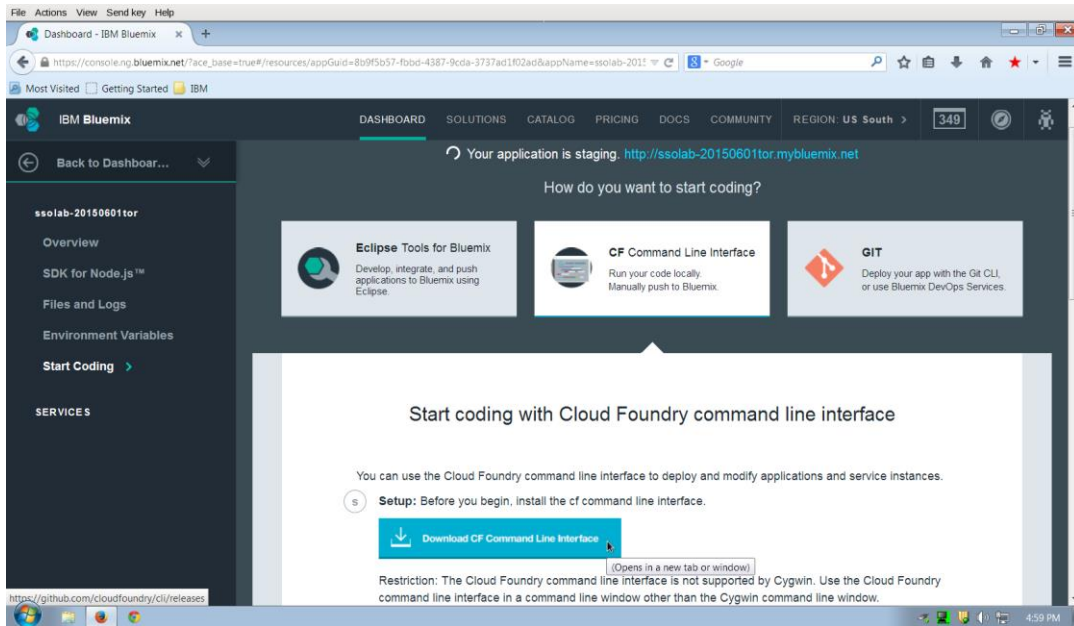 File Actions View Send key Help
Dashboard - IBM Bluemix × +
https://console.ng.bluemix.net/?ace_base=true#/resources/appGuid=8b9f5b57-fbbd-4387-9cda-3737ad1f02ad&appName=ssolab-201! Google
Most Visited Getting Started IBM
IBM Bluemix DASHBOARD SOLUTIONS CATALOG PRICING DOCS COMMUNITY REGION: US South > 349
Back to Dashboar...
Your application is staging. http://ssolab-20150601tor.mybluemix.net
How do you want to start coding?
ssolab-20150601tor
Overview
SDK for Node.js™
Files and Logs
Environment Variables
Start Coding >
SERVICES
Eclipse Tools for Bluemix
Develop, integrate, and push
applications to Bluemix using
Eclipse.
CF Command Line Interface
Run your code locally.
Manually push to Bluemix.
GIT
Deploy your app with the Git CLI,
or use Bluemix DevOps Services.
Start coding with Cloud Foundry command line interface
You can use the Cloud Foundry command line interface to deploy and modify applications and service instances.
S Setup: Before you begin, install the cf command line interface.
Download CF Command Line Interface
(Opens in a new tab or window)
Restriction: The Cloud Foundry command line interface is not supported by Cygwin. Use the Cloud Foundry
command line interface in a command line window other than the Cygwin command line window.
https://github.com/cloudfoundry/cli/releases
4:59 PM